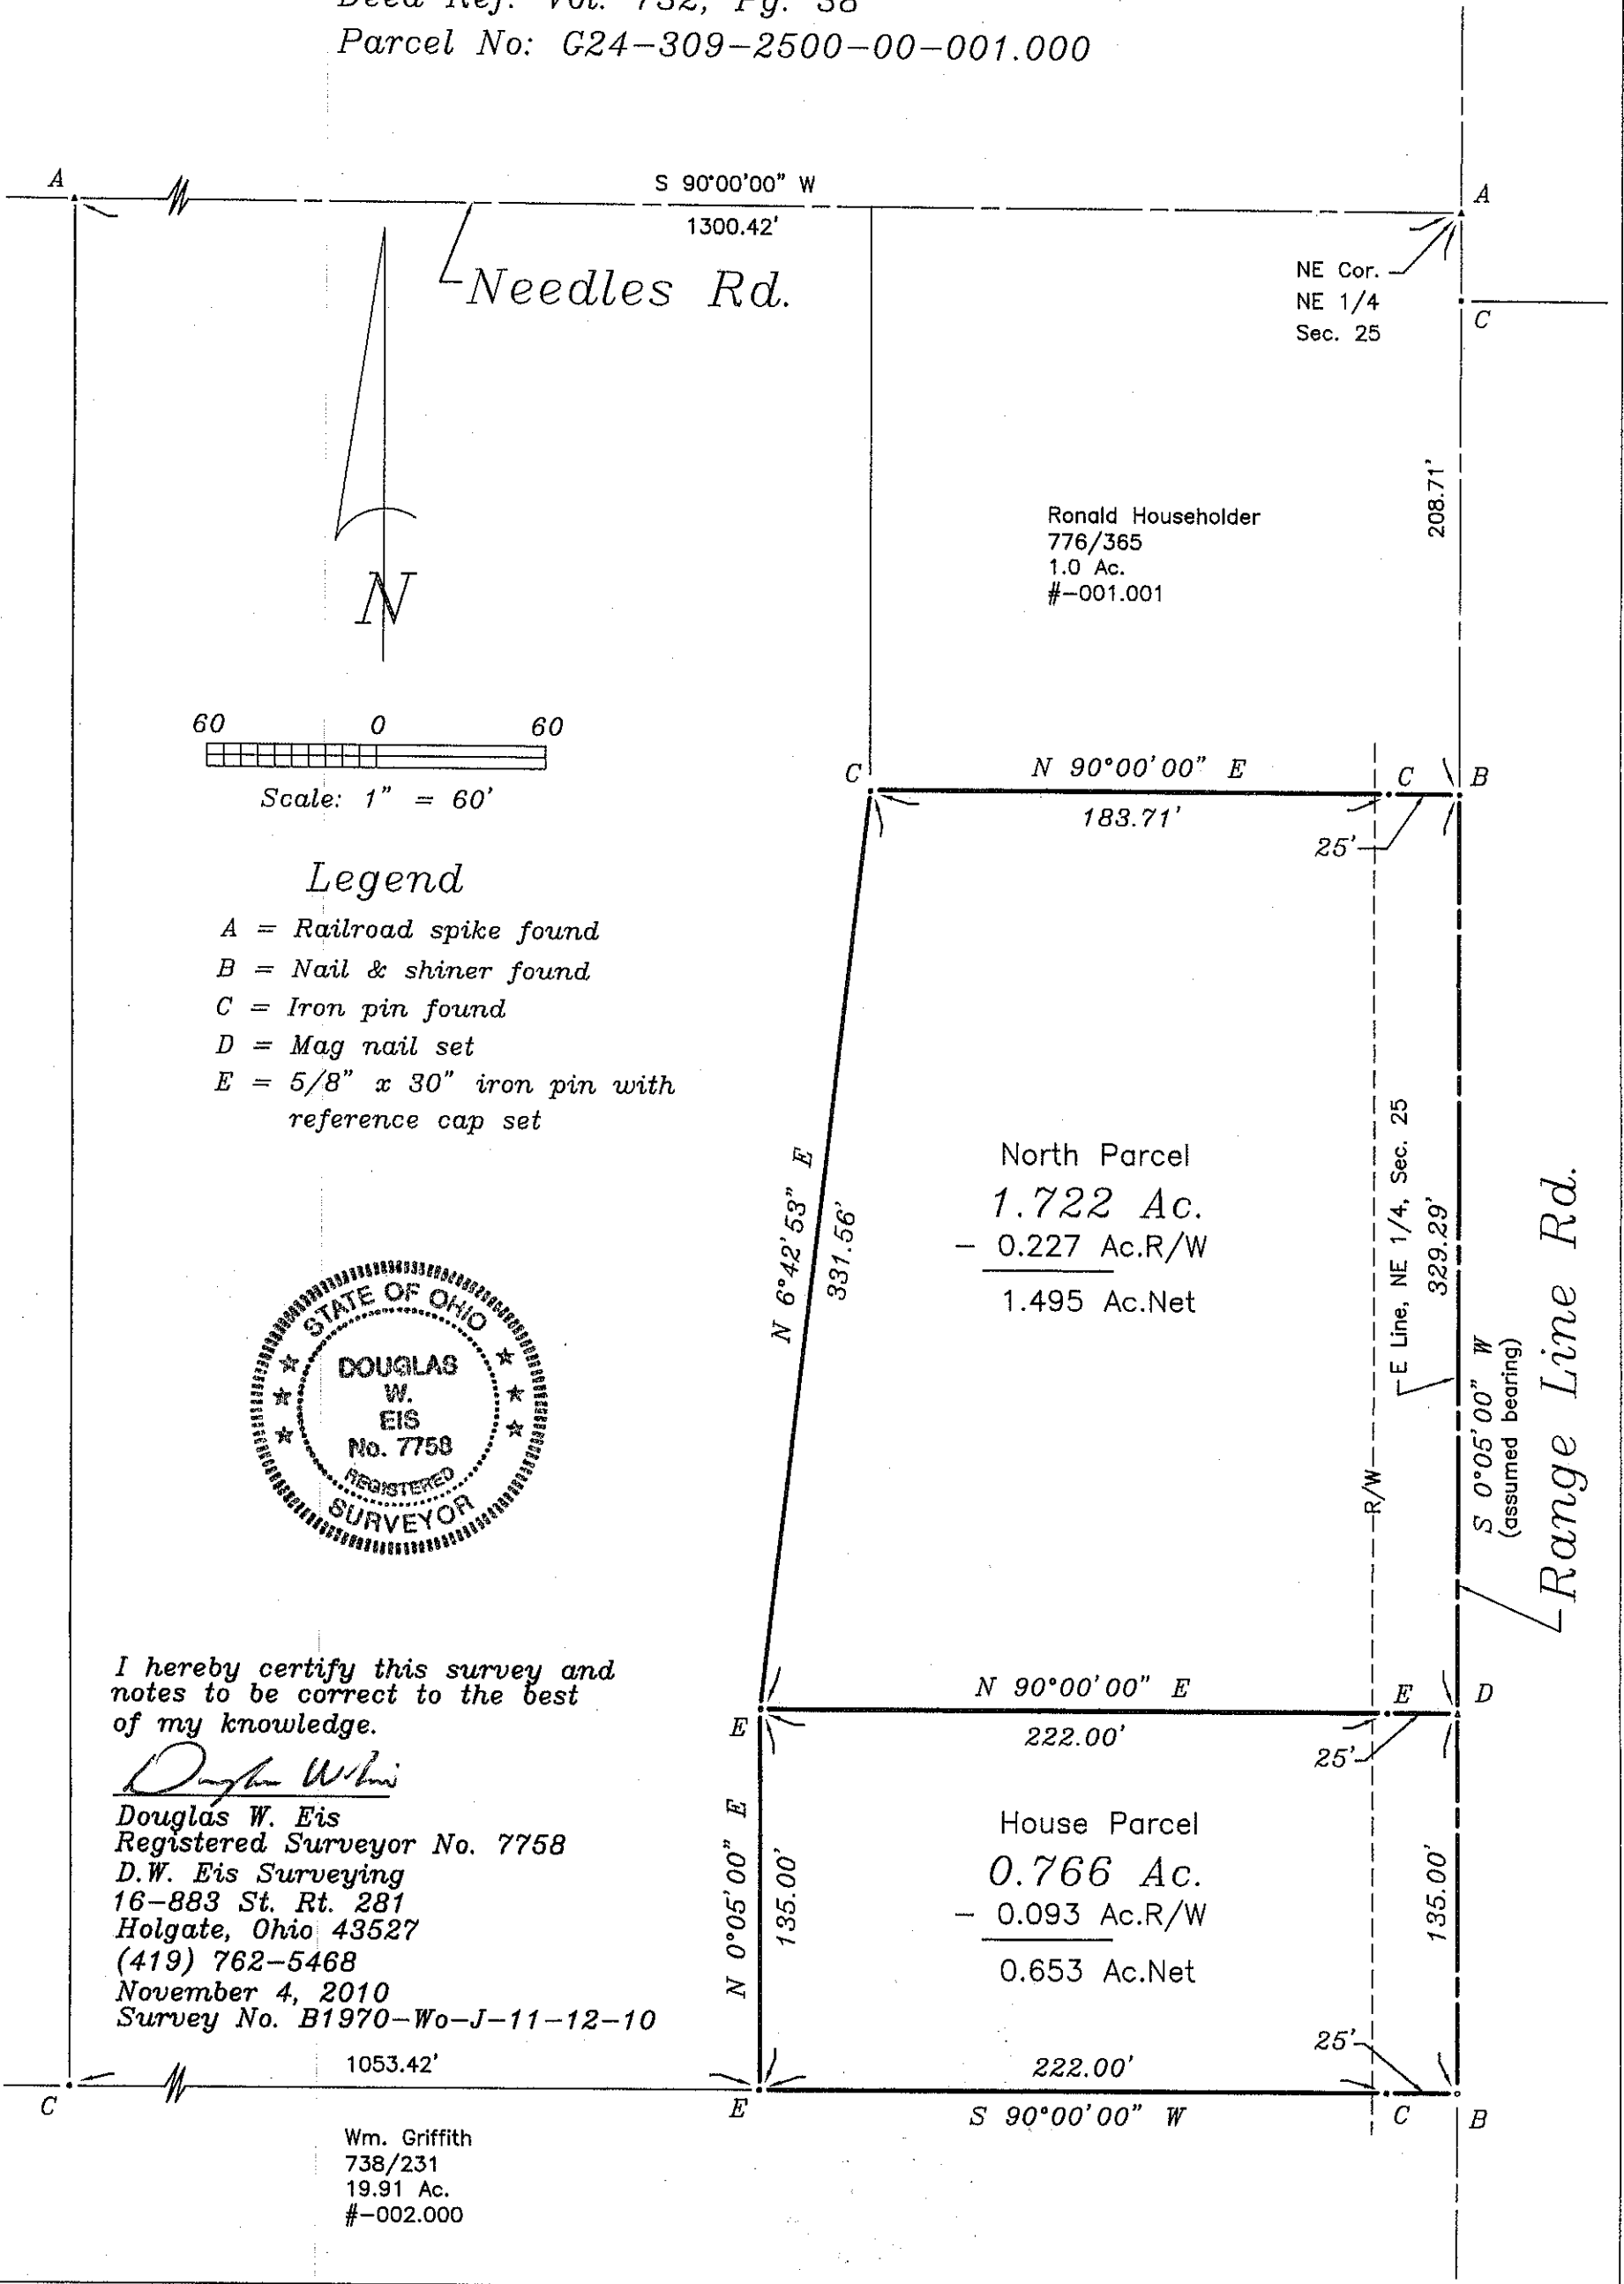 Deed Ref: Vol. 732, Pg. 38
Parcel No: G24-309-2500-00-001.000
A
S 90°00'00" W
1300.42'
A
Needles Rd.
NE Cor.
NE 1/4
Sec. 25
C
208.71'
Ronald Householder
776/365
1.0 Ac.
#-001.001
N
60 0 60
Scale: 1" = 60'
C
N 90°00'00" E
C
B
183.71'
25'
Legend
A = Railroad spike found
B = Nail & shiner found
C = Iron pin found
D = Mag nail set
E = 5/8" x 30" iron pin with
reference cap set
N 6°42'53" E
331.56'
North Parcel
1.722 Ac.
- 0.227 Ac.R/W
1.495 Ac.Net
R/W
E Line, NE 1/4, Sec. 25
329.29'
S 0°05'00" W
(assumed bearing)
Range Line Rd.
STATE OF OHIO
DOUGLAS
W.
EIS
No. 7758
REGISTERED
SURVEYOR
I hereby certify this survey and
notes to be correct to the best
of my knowledge.
Douglas W. Eis
Registered Surveyor No. 7758
D.W. Eis Surveying
16-883 St. Rt. 281
Holgate, Ohio 43527
(419) 762-5468
November 4, 2010
Survey No. B1970-Wo-J-11-12-10
E
N 90°00'00" E
E
D
222.00'
25'
N 0°05'00" E
135.00'
House Parcel
0.766 Ac.
- 0.093 Ac.R/W
0.653 Ac.Net
135.00'
25'
C
1053.42'
E
222.00'
S 90°00'00" W
C
B
Wm. Griffith
738/231
19.91 Ac.
#-002.000